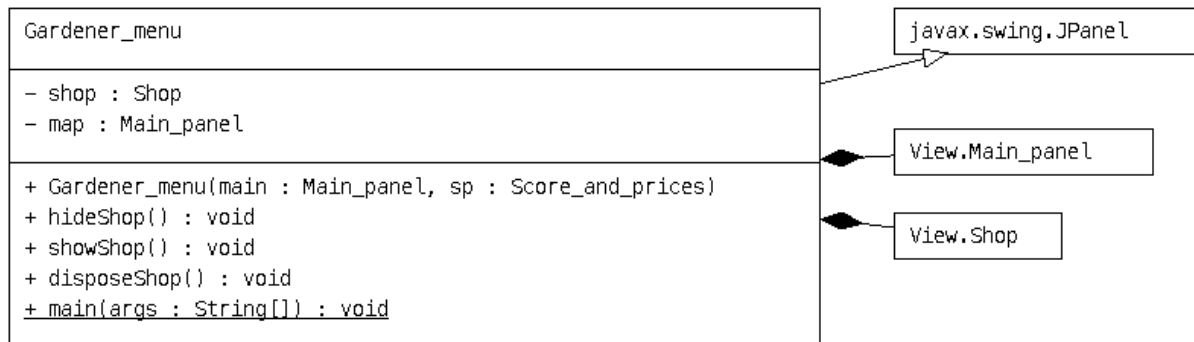 Gardener_menu
– shop : Shop
– map : Main_panel
+ Gardener_menu(main : Main_panel, sp : Score_and_prices)
+ hideShop() : void
+ showShop() : void
+ disposeShop() : void
+ main(args : String[]) : void
javax.swing.JPanel
View.Main_panel
View.Shop